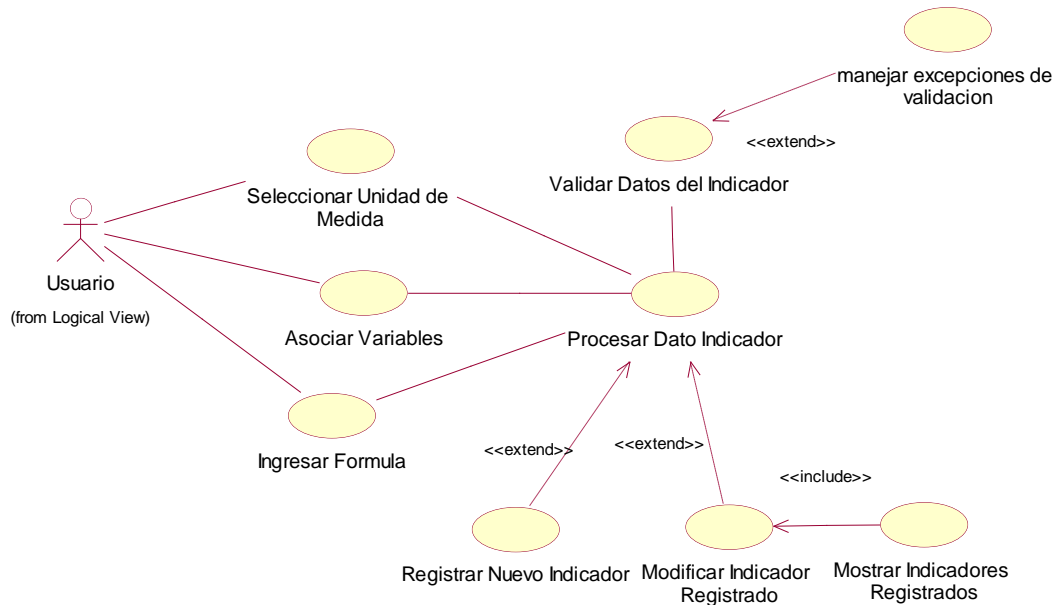 manejar excepciones de
validacion
<<extend>>
Validar Datos del Indicador
Seleccionar Unidad de
Medida
Usuario
(from Logical View)
Asociar Variables
Procesar Dato Indicador
Ingresar Formula
<<extend>>
<<extend>>
<<include>>
Registrar Nuevo Indicador
Modificar Indicador
Registrado
Mostrar Indicadores
Registrados